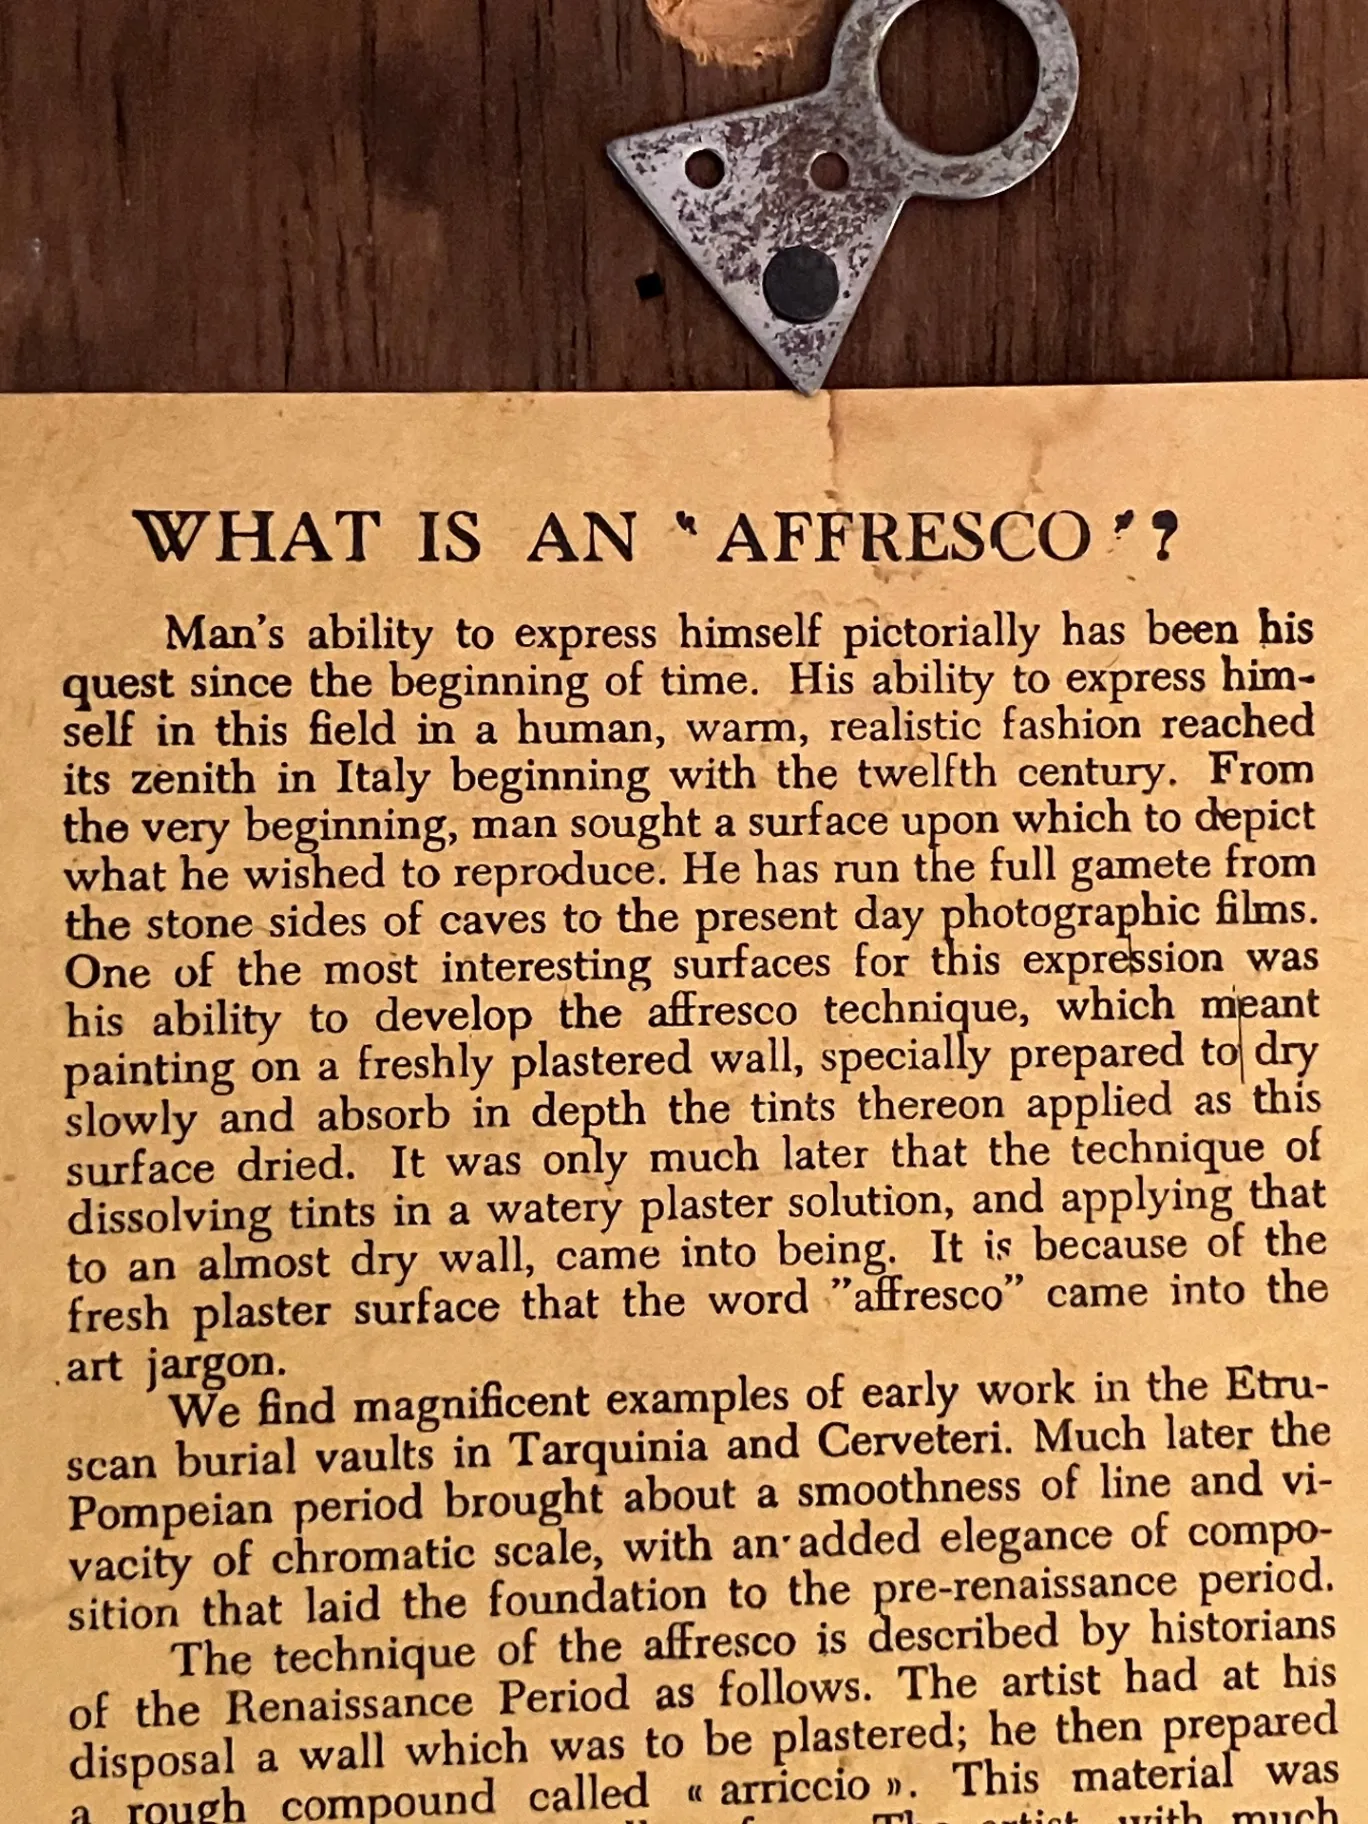 WHAT IS AN “AFFRESCO”?
Man's ability to express himself pictorially has been his
quest since the beginning of time. His ability to express him-
self in this field in a human, warm, realistic fashion reached
its zenith in Italy beginning with the twelfth century. From
the very beginning, man sought a surface upon which to depict
what he wished to reproduce. He has run the full gamete from
the stone sides of caves to the present day photographic films.
One of the most interesting surfaces for this expression was
his ability to develop the affresco technique, which meant
painting on a freshly plastered wall, specially prepared to dry
slowly and absorb in depth the tints thereon applied as this
surface dried. It was only much later that the technique of
dissolving tints in a watery plaster solution, and applying that
to an almost dry wall, came into being. It is because of the
fresh plaster surface that the word ”affresco” came into the
art jargon.
We find magnificent examples of early work in the Etru-
scan burial vaults in Tarquinia and Cerveteri. Much later the
Pompeian period brought about a smoothness of line and vi-
vacity of chromatic scale, with an added elegance of compo-
sition that laid the foundation to the pre-renaissance period.
The technique of the affresco is described by historians
of the Renaissance Period as follows. The artist had at his
disposal a wall which was to be plastered; he then prepared
a rough compound called « arriccio ». This material was
The artist with much